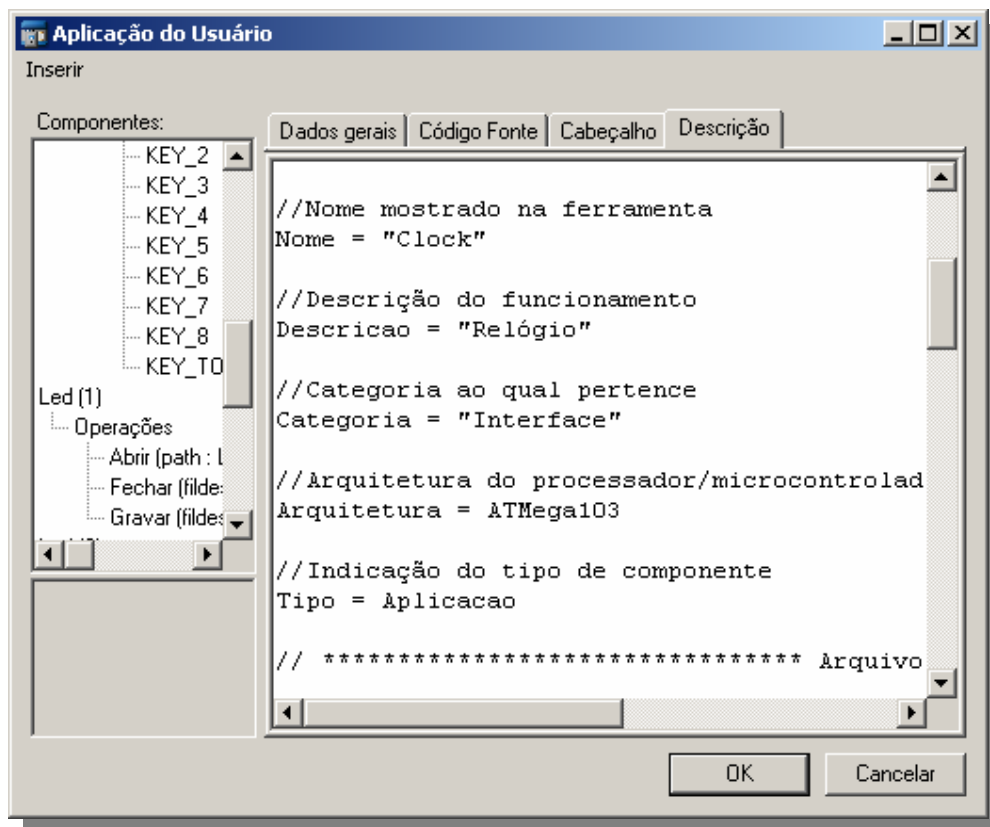 Aplicação do Usuário
Inserir
Componentes:
KEY_2
KEY_3
KEY_4
KEY_5
KEY_6
KEY_7
KEY_8
KEY_TO
Led (1)
Operações
Abrir (path : L
Fechar (filde
Gravar (filde
Dados gerais
Código Fonte
Cabeçalho
Descrição
//Nome mostrado na ferramenta
Nome = "Clock"
//Descrição do funcionamento
Descricao = "Relógio"
//Categoria ao qual pertence
Categoria = "Interface"
//Arquitetura do processador/microcontrolad
Arquitetura = ATMega103
//Indicação do tipo de componente
Tipo = Aplicacao
// ******************************** Arquivo
OK
Cancelar